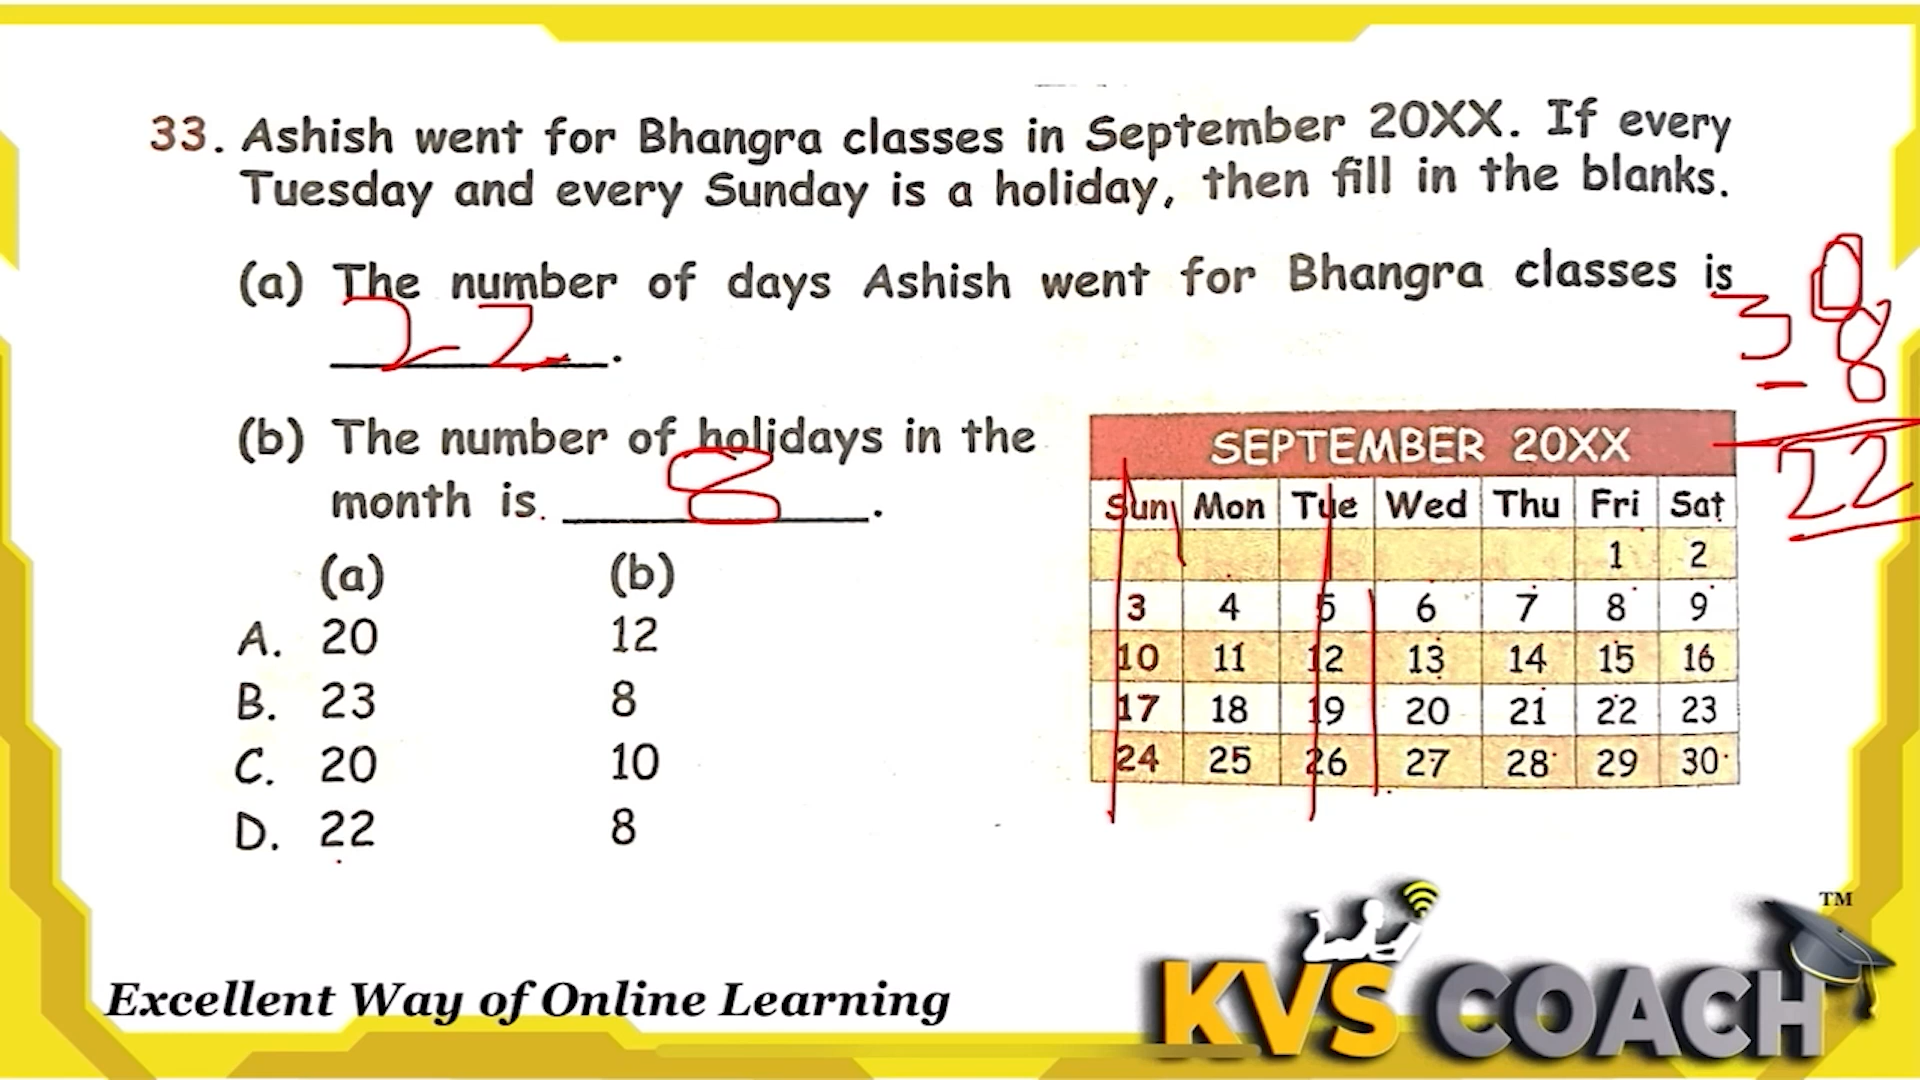 33. Ashish went for Bhangra classes in September 20XX. If every
Tuesday and every Sunday is a holiday, then fill in the blanks.
(a) The number of days Ashish went for Bhangra classes is
22.
(b) The number of holidays in the
month is 8.
(a) (b)
A. 20 12
B. 23 8
C. 20 10
D. 22 8
30
- 8
22
SEPTEMBER 20XX
Sun Mon Tue Wed Thu Fri Sat
1 2
3 4 5 6 7 8 9
10 11 12 13 14 15 16
17 18 19 20 21 22 23
24 25 26 27 28 29 30
Excellent Way of Online Learning
KVS COACH TM